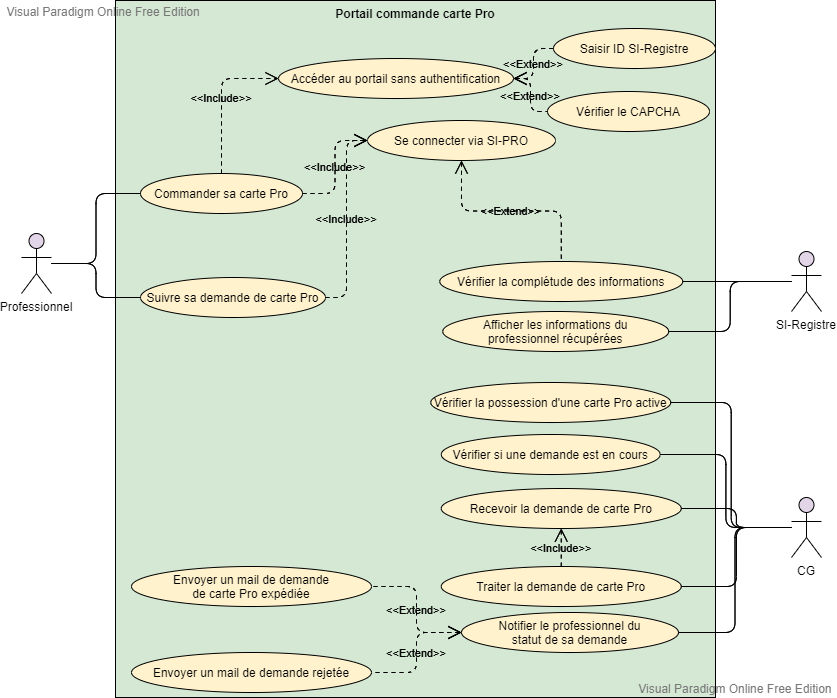 Visual Paradigm Online Free Edition
Portail commande carte Pro
Saisir ID SI-Registre
<<Extend>>
Accéder au portail sans authentification
<<Include>>
<<Extend>>
Vérifier le CAPCHA
Se connecter via SI-PRO
<<Include>>
Commander sa carte Pro
<<Include>>
<<Extend>>
Professionnel
Suivre sa demande de carte Pro
Vérifier la complétude des informations
SI-Registre
Afficher les informations du
professionnel récupérées
Vérifier la possession d'une carte Pro active
Vérifier si une demande est en cours
Recevoir la demande de carte Pro
<<Include>>
CG
Envoyer un mail de demande
de carte Pro expédiée
Traiter la demande de carte Pro
<<Extend>>
Notifier le professionnel du
statut de sa demande
<<Extend>>
Envoyer un mail de demande rejetée
Visual Paradigm Online Free Edition